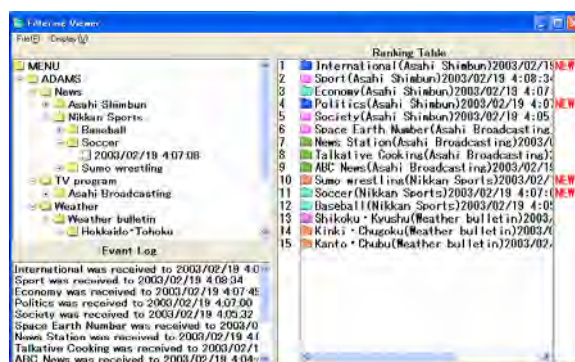 Filtering Viewer
File(F) Display(V)
MENU
ADAMS
News
Asahi Shimbun
Nikkan Sports
Baseball
Soccer
2003/02/19 4:07:08
Sumo wrestling
TV program
Asahi Broadcasting
Weather
Weather bulletin
Hokkaido・Tohoku
Event Log
International was received to 2003/02/19 4:0
Sport was received to 2003/02/19 4:08:34
Economy was received to 2003/02/19 4:07:45
Politics was received to 2003/02/19 4:07:00
Society was received to 2003/02/19 4:05:32
Space Earth Number was received to 2003/0
News Station was received to 2003/02/19 4:(
Talkative Cooking was received to 2003/02/1
ABC News was received to 2003/02/19 4:04:
Ranking Table
1 International(Asahi Shimbun)2003/02/19 NEW
2 Sport(Asahi Shimbun)2003/02/19 4:08:34
3 Economy(Asahi Shimbun)2003/02/19 4:07
4 Politics(Asahi Shimbun)2003/02/19 4:07 NEW
5 Society(Asahi Shimbun)2003/02/19 4:05
6 Space Earth Number(Asahi Broadcasting
7 News Station(Asahi Broadcasting)2003/0
8 Talkative Cooking(Asahi Broadcasting)
9 ABC News(Asahi Broadcasting)2003/02/19
10 Sumo wrestling(Nikkan Sports)2003/02/ NEW
11 Soccer(Nikkan Sports)2003/02/19 4:07:0 NEW
12 Baseball(Nikkan Sports)2003/02/19 4:05
13 Shikoku・Kyushu(Weather bulletin)2003/
14 Kinki・Chugoku(Weather bulletin)2003/0
15 Kanto・Chubu(Weather bulletin)2003/02/